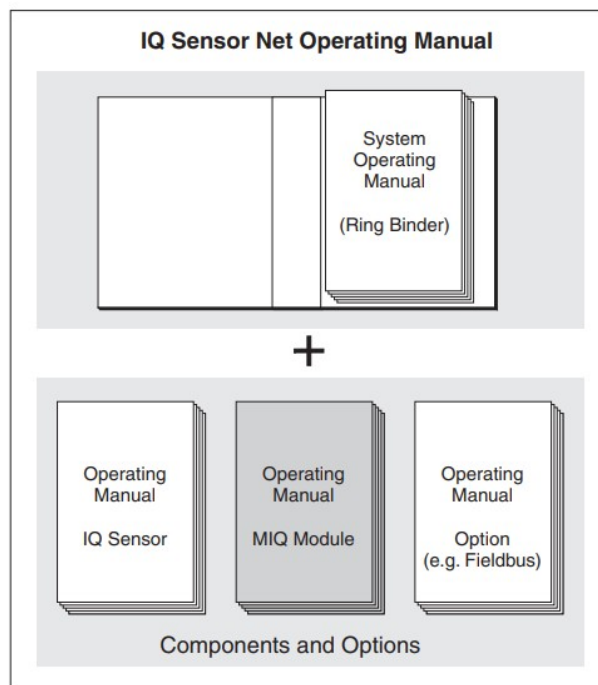 IQ Sensor Net Operating Manual
System
Operating
Manual
(Ring Binder)
+
Operating
Manual
IQ Sensor
Operating
Manual
MIQ Module
Operating
Manual
Option
(e.g. Fieldbus)
Components and Options